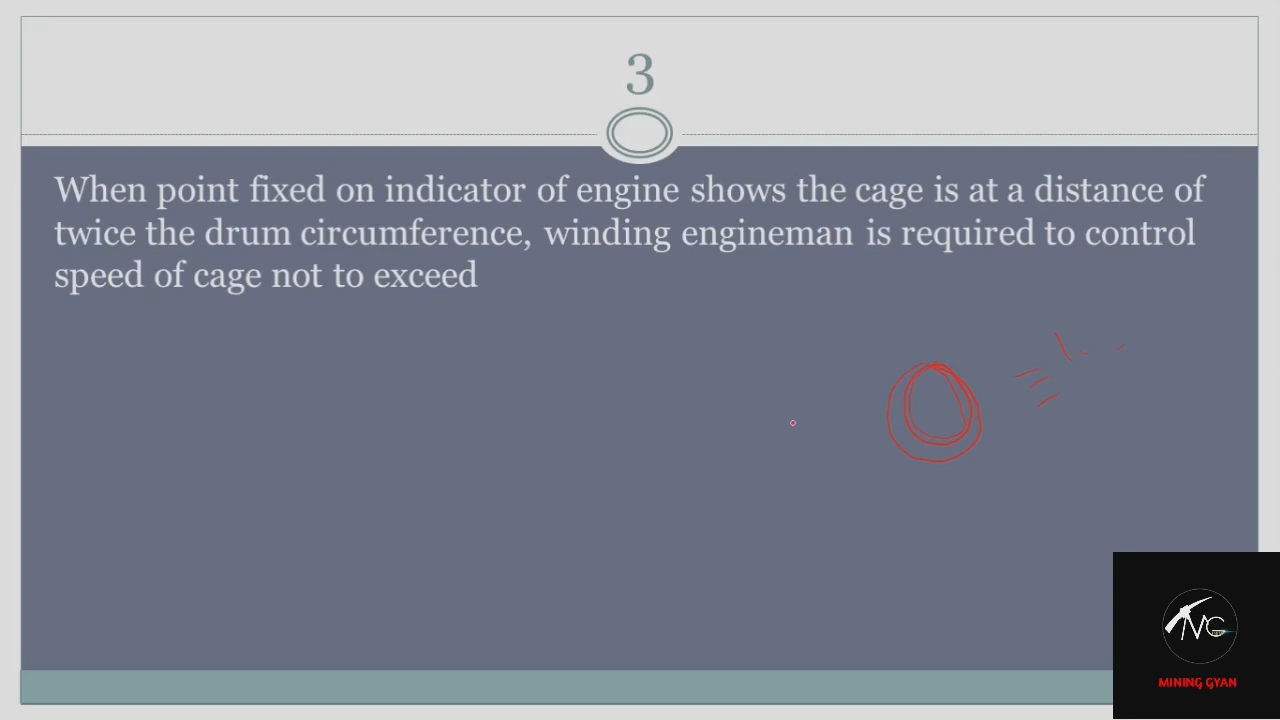 3
When point fixed on indicator of engine shows the cage is at a distance of
twice the drum circumference, winding engineman is required to control
speed of cage not to exceed
MG
MINING GYAN